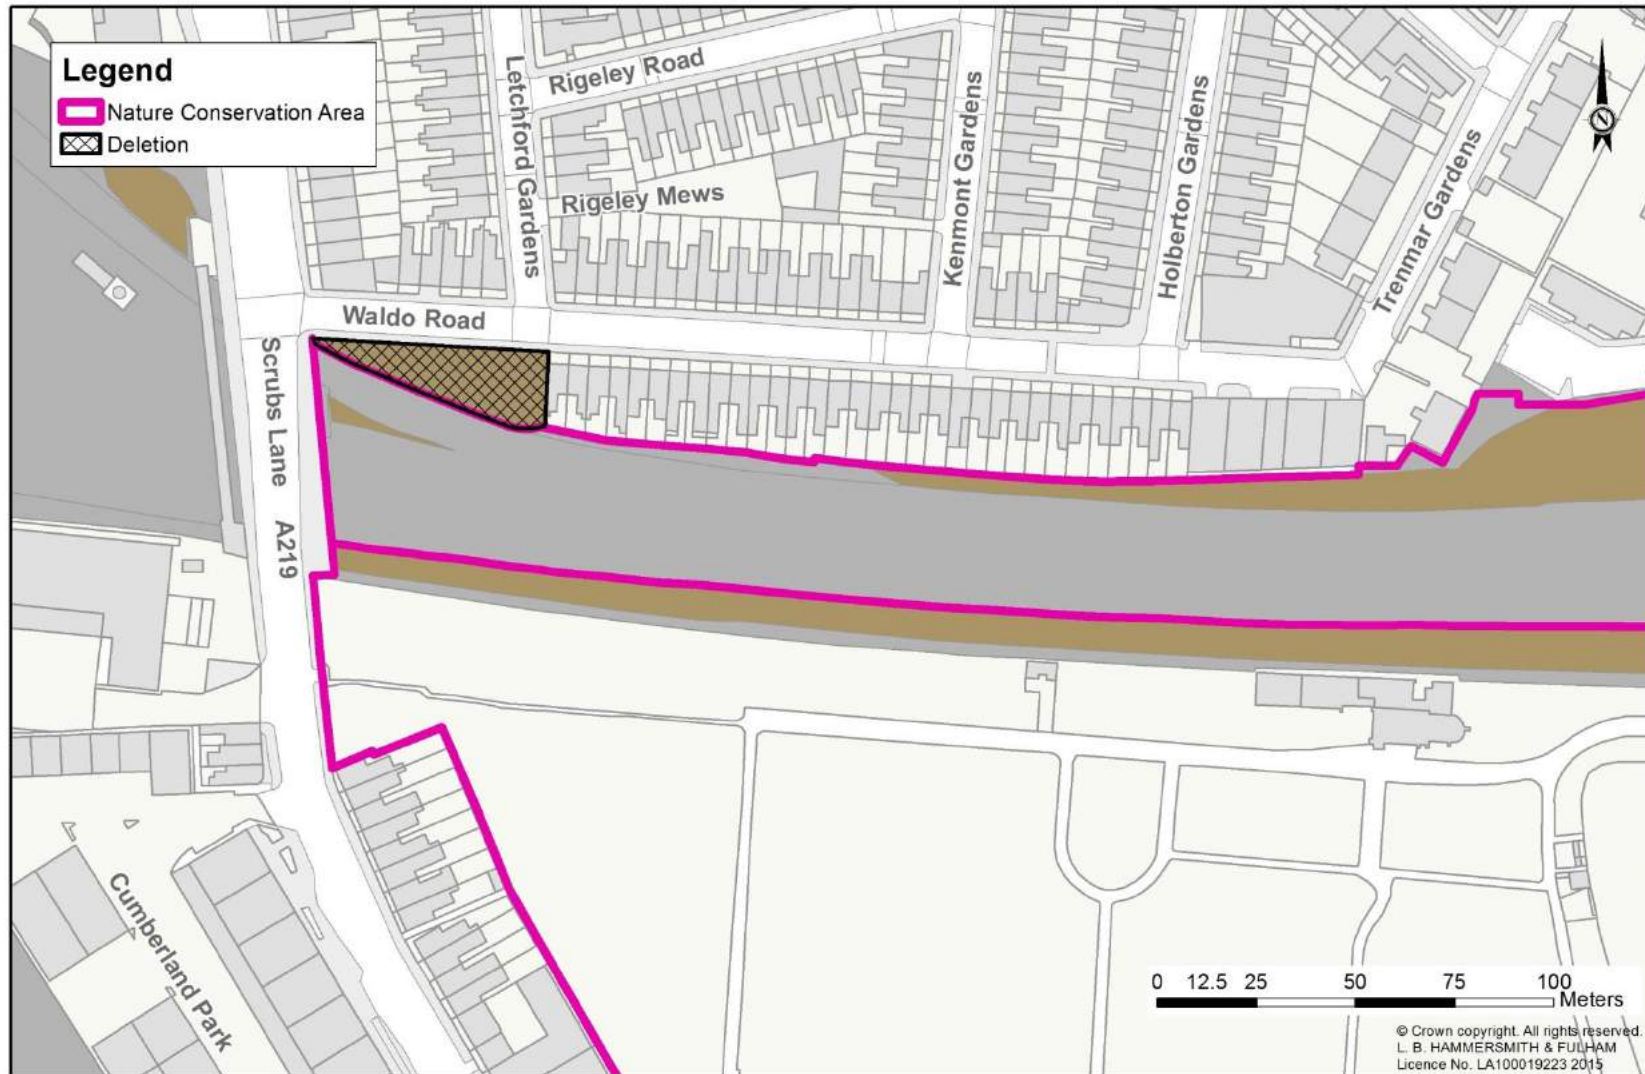 Legend
Nature Conservation Area
Deletion
Rigeley Road
Letchford Gardens
Rigeley Mews
Kenmont Gardens
Holberton Gardens
Trenmar Gardens
Waldo Road
Scrubs Lane A219
Cumberland Park
0 12.5 25 50 75 100
Meters
© Crown copyright. All rights reserved.
L. B. HAMMERSMITH & FULHAM
Licence No. LA100019223 2015